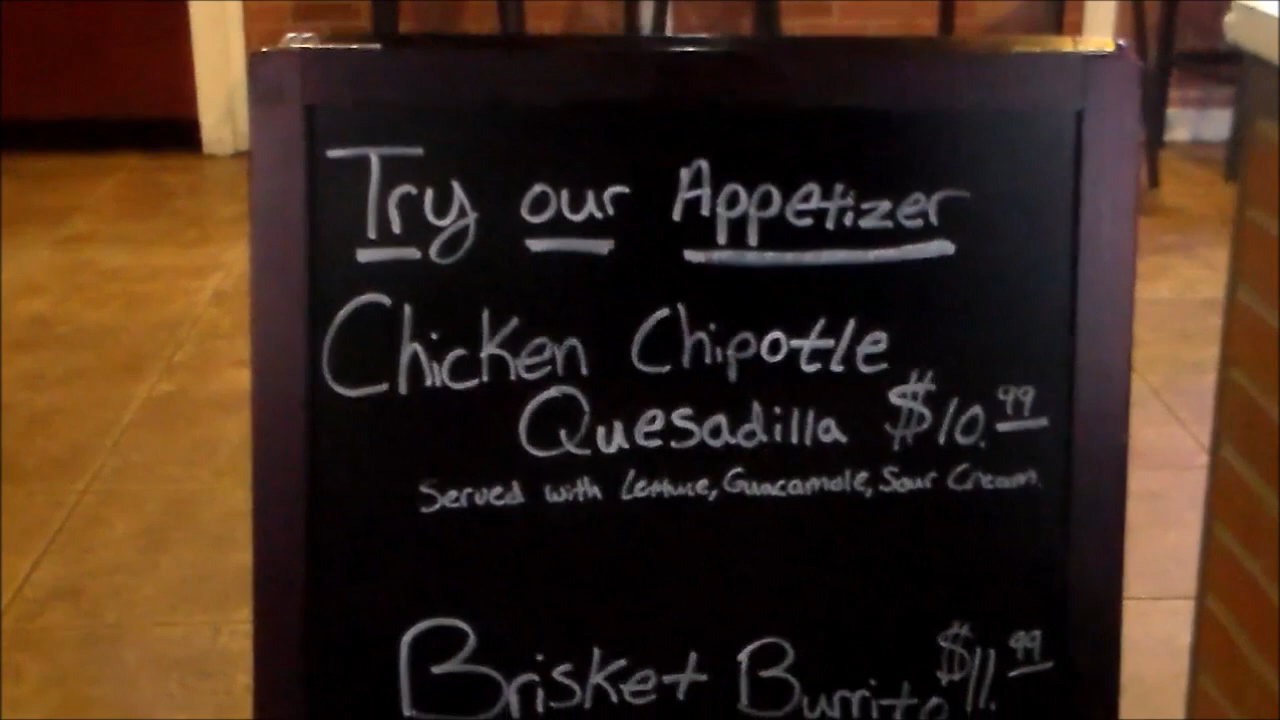 Try our Appetizer
Chicken Chipotle
Quesadilla $10.99
Served with Lettuce, Guacamole, Sour Cream.
Brisket Burrito $11.99